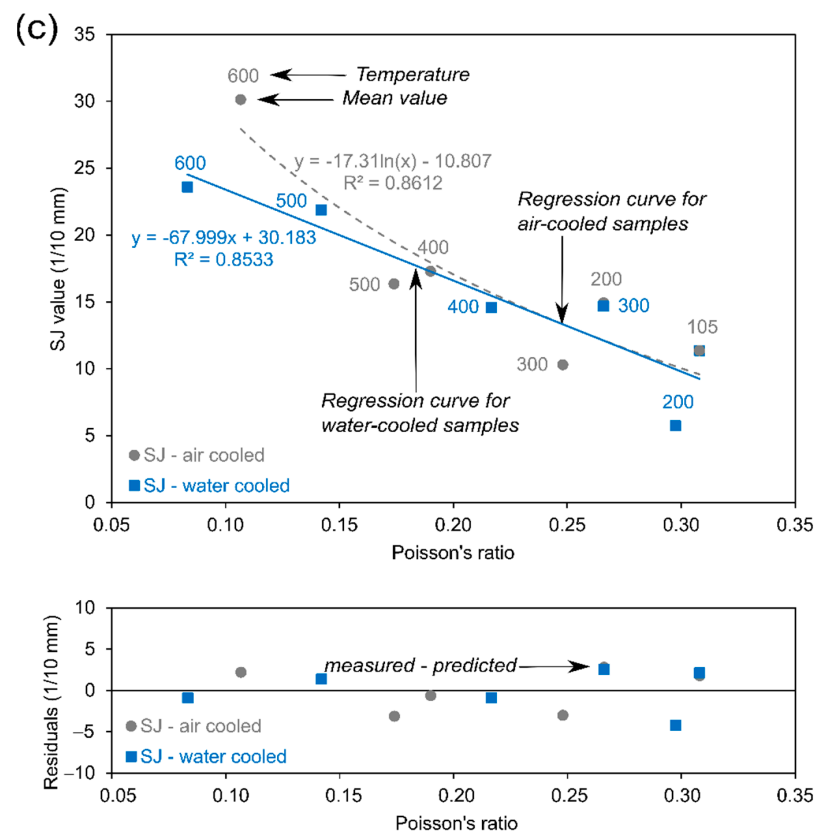 (c)
35
30
25
20
15
10
5
0
SJ value (1/10 mm)
600
Temperature
Mean value
y = -17.31ln(x) - 10.807
R² = 0.8612
600
500
y = -67.999x + 30.183
R² = 0.8533
Regression curve for
air-cooled samples
400
500
400
200
300
105
300
200
Regression curve for
water-cooled samples
SJ - air cooled
SJ - water cooled
0.05 0.10 0.15 0.20 0.25 0.30 0.35
Poisson's ratio
10
5
0
−5
−10
Residuals (1/10 mm)
measured - predicted
SJ - air cooled
SJ - water cooled
0.05 0.10 0.15 0.20 0.25 0.30 0.35
Poisson's ratio